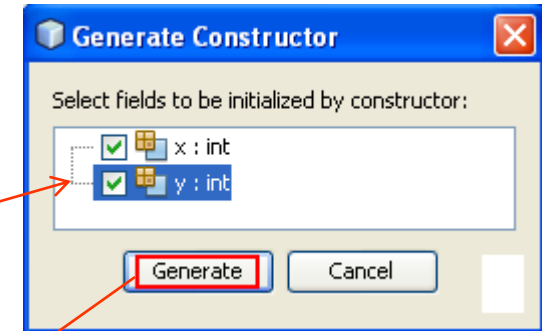 Generate Constructor
Select fields to be initialized by constructor:
x : int
y : int
Generate Cancel